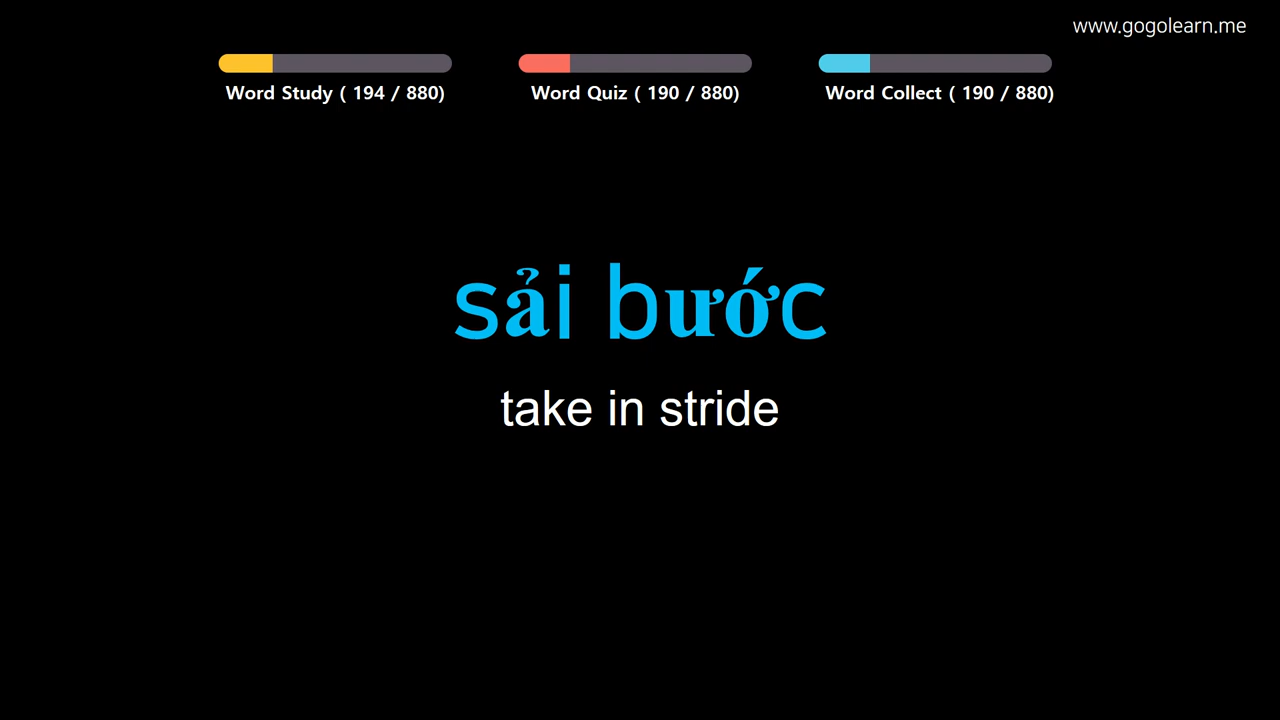 www.gogolearn.me
Word Study ( 194 / 880)
Word Quiz ( 190 / 880)
Word Collect ( 190 / 880)
sải bước
take in stride